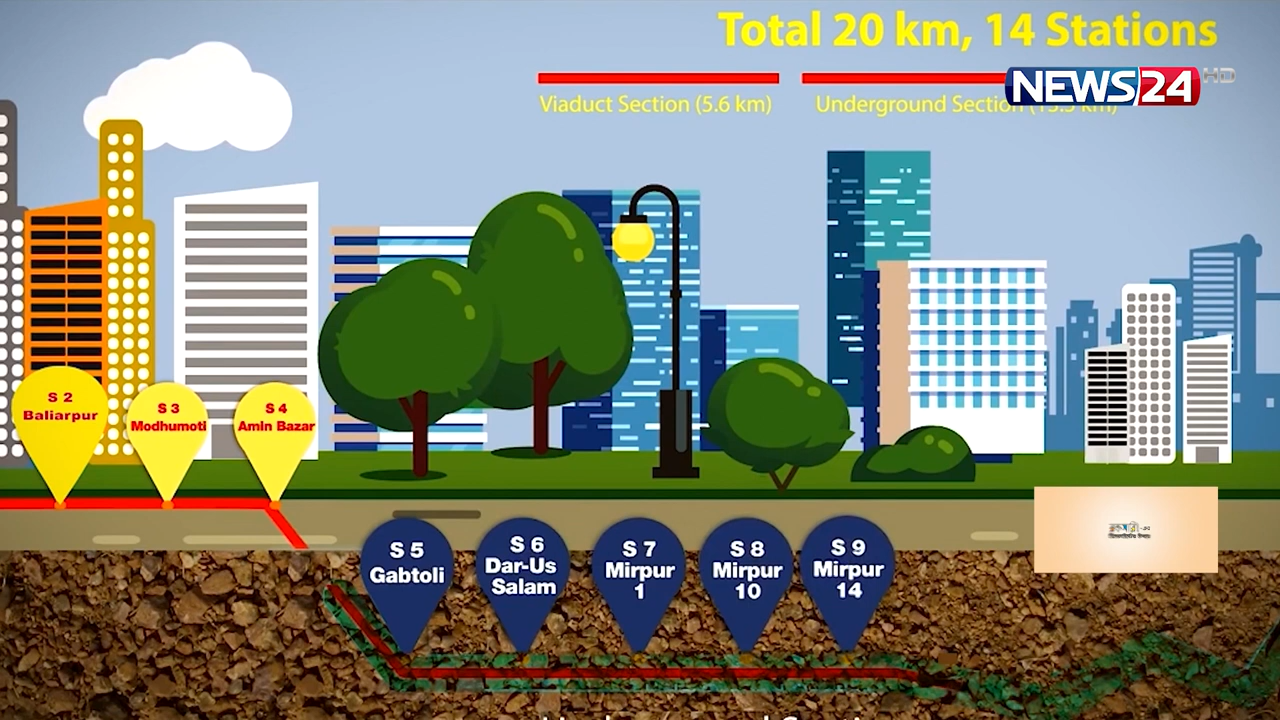 Total 20 km, 14 Stations
NEWS24 HD
Viaduct Section (5.6 km)
Underground Section
S 2
Baliarpur
S 3
Modhumoti
S 4
Amin Bazar
S 5
Gabtoli
S 6
Dar-Us
Salam
S 7
Mirpur
1
S 8
Mirpur
10
S 9
Mirpur
14